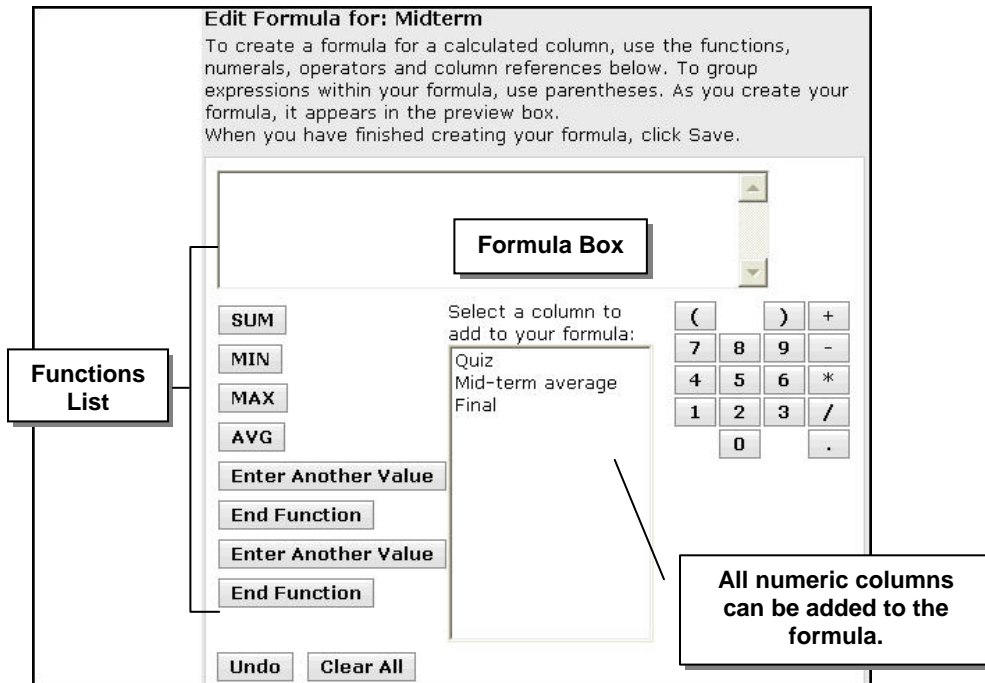 Edit Formula for: Midterm
To create a formula for a calculated column, use the functions,
numerals, operators and column references below. To group
expressions within your formula, use parentheses. As you create your
formula, it appears in the preview box.
When you have finished creating your formula, click Save.
Formula Box
Functions
List
SUM
MIN
MAX
AVG
Enter Another Value
End Function
Enter Another Value
End Function
Undo Clear All
Select a column to
add to your formula:
Quiz
Mid-term average
Final
( ) +
7 8 9 -
4 5 6 *
1 2 3 /
0 .
All numeric columns
can be added to the
formula.